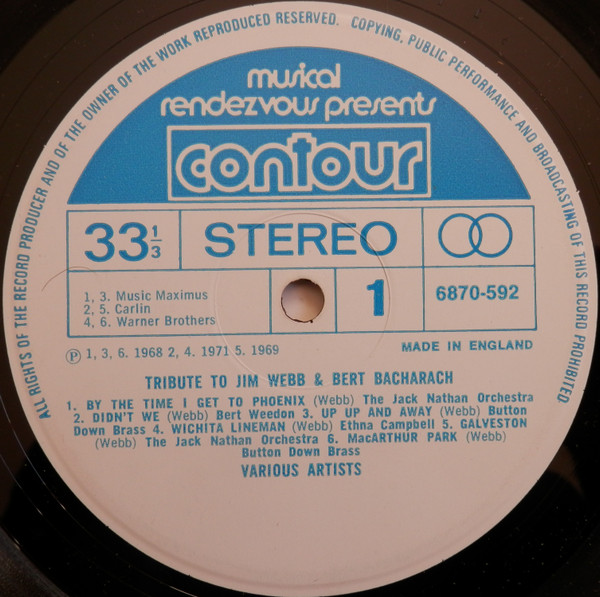 ALL RIGHTS OF THE RECORD PRODUCER AND OF THE OWNER OF THE WORK REPRODUCED RESERVED. COPYING, PUBLIC PERFORMANCE AND BROADCASTING OF THIS RECORD PROHIBITED
musical
rendezvous presents
contour
33⅓ STEREO
1, 3. Music Maximus
2, 5. Carlin
4, 6. Warner Brothers
1
6870-592
Ⓟ 1, 3, 6. 1968 2, 4. 1971 5. 1969
MADE IN ENGLAND
TRIBUTE TO JIM WEBB & BERT BACHARACH
1. BY THE TIME I GET TO PHOENIX (Webb) The Jack Nathan Orchestra
2. DIDN'T WE (Webb) Bert Weedon 3. UP UP AND AWAY (Webb) Button
Down Brass 4. WICHITA LINEMAN (Webb) Ethna Campbell 5. GALVESTON
(Webb) The Jack Nathan Orchestra 6. MacARTHUR PARK (Webb)
Button Down Brass
VARIOUS ARTISTS